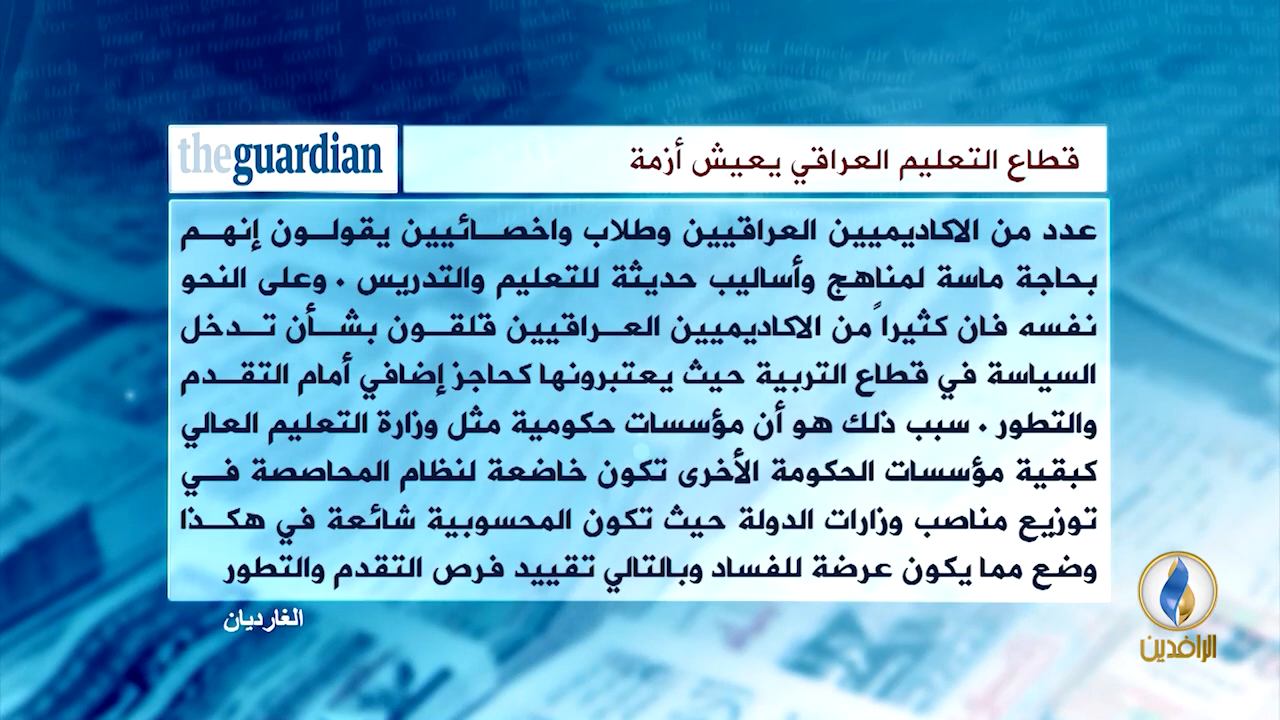 theguardian
قطاع التعليم العراقي يعيش أزمة
عدد من الاكاديميين العراقيين وطلاب واخصائيين يقولون إنهم
بحاجة ماسة لمناهج وأساليب حديثة للتعليم والتدريس . وعلى النحو
نفسه فان كثيراً من الاكاديميين العراقيين قلقون بشأن تدخل
السياسة في قطاع التربية حيث يعتبرونها كحاجز إضافي أمام التقدم
والتطور . سبب ذلك هو أن مؤسسات حكومية مثل وزارة التعليم العالي
كبقية مؤسسات الحكومة الأخرى تكون خاضعة لنظام المحاصصة في
توزيع مناصب وزارات الدولة حيث تكون المحسوبية شائعة في هكذا
وضع مما يكون عرضة للفساد وبالتالي تقييد فرص التقدم والتطور
الغارديان
الرافدين